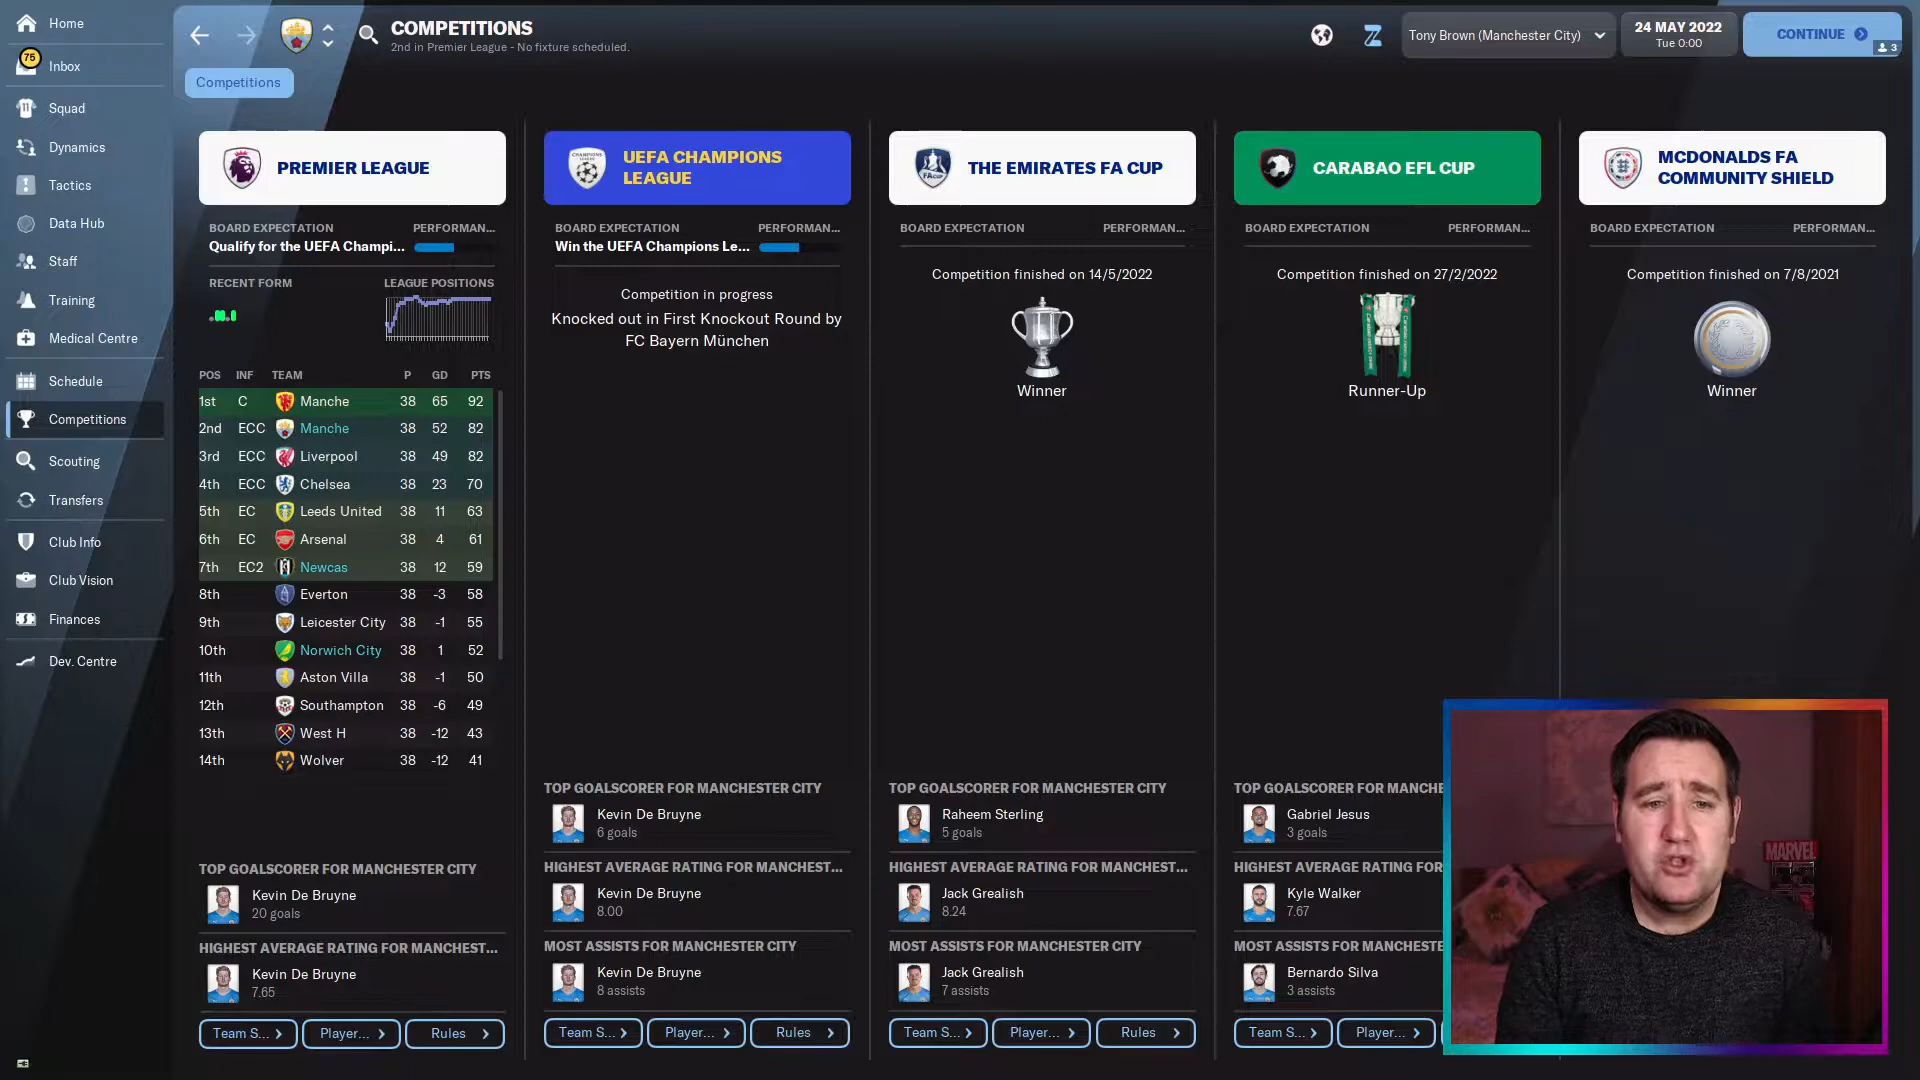 Home
75
Inbox
Squad
Dynamics
Tactics
Data Hub
Staff
Training
Medical Centre
Schedule
Competitions
Scouting
Transfers
Club Info
Club Vision
Finances
Dev. Centre
COMPETITIONS
2nd in Premier League - No fixture scheduled.
Tony Brown (Manchester City)
24 MAY 2022
Tue 0:00
CONTINUE
3
Competitions
PREMIER LEAGUE
BOARD EXPECTATION PERFORMAN...
Qualify for the UEFA Champi...
RECENT FORM LEAGUE POSITIONS
POS INF TEAM P GD PTS
1st C Manche 38 65 92
2nd ECC Manche 38 52 82
3rd ECC Liverpool 38 49 82
4th ECC Chelsea 38 23 70
5th EC Leeds United 38 11 63
6th EC Arsenal 38 4 61
7th EC2 Newcas 38 12 59
8th Everton 38 -3 58
9th Leicester City 38 -1 55
10th Norwich City 38 1 52
11th Aston Villa 38 -1 50
12th Southampton 38 -6 49
13th West H 38 -12 43
14th Wolver 38 -12 41
TOP GOALSCORER FOR MANCHESTER CITY
Kevin De Bruyne
20 goals
HIGHEST AVERAGE RATING FOR MANCHEST...
Kevin De Bruyne
7.65
Team S... Player... Rules
UEFA CHAMPIONS
LEAGUE
BOARD EXPECTATION PERFORMAN...
Win the UEFA Champions Le...
Competition in progress
Knocked out in First Knockout Round by
FC Bayern München
TOP GOALSCORER FOR MANCHESTER CITY
Kevin De Bruyne
6 goals
HIGHEST AVERAGE RATING FOR MANCHEST...
Kevin De Bruyne
8.00
MOST ASSISTS FOR MANCHESTER CITY
Kevin De Bruyne
8 assists
Team S... Player... Rules
THE EMIRATES FA CUP
BOARD EXPECTATION PERFORMAN...
Competition finished on 14/5/2022
Winner
TOP GOALSCORER FOR MANCHESTER CITY
Raheem Sterling
5 goals
HIGHEST AVERAGE RATING FOR MANCHEST...
Jack Grealish
8.24
MOST ASSISTS FOR MANCHESTER CITY
Jack Grealish
7 assists
Team S... Player... Rules
CARABAO EFL CUP
BOARD EXPECTATION PERFORMAN...
Competition finished on 27/2/2022
Runner-Up
TOP GOALSCORER FOR MANCHE
Gabriel Jesus
3 goals
HIGHEST AVERAGE RATING FOR
Kyle Walker
7.67
MOST ASSISTS FOR MANCHESTE
Bernardo Silva
3 assists
Team S... Player...
MCDONALDS FA
COMMUNITY SHIELD
BOARD EXPECTATION PERFORMAN...
Competition finished on 7/8/2021
Winner
MARVEL